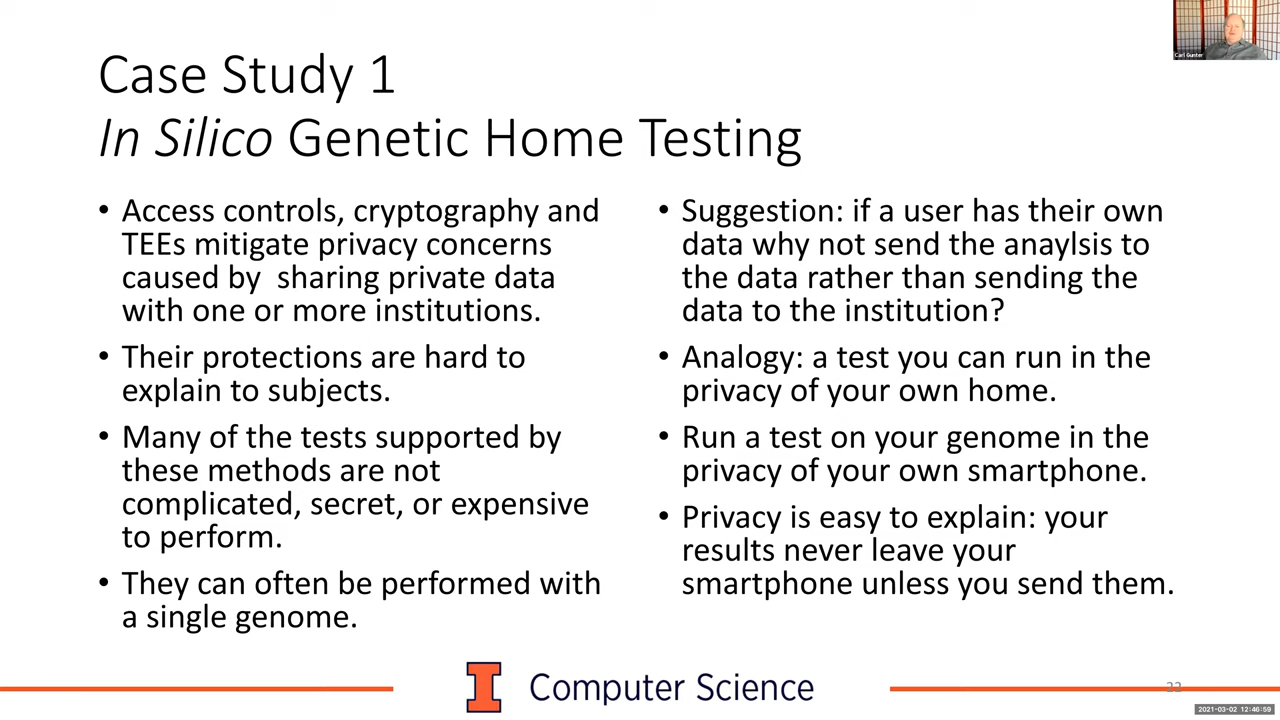 Carl Gunter
Case Study 1
In Silico Genetic Home Testing
• Access controls, cryptography and
TEEs mitigate privacy concerns
caused by  sharing private data
with one or more institutions.
• Their protections are hard to
explain to subjects.
• Many of the tests supported by
these methods are not
complicated, secret, or expensive
to perform.
• They can often be performed with
a single genome.
• Suggestion: if a user has their own
data why not send the anaylsis to
the data rather than sending the
data to the institution?
• Analogy: a test you can run in the
privacy of your own home.
• Run a test on your genome in the
privacy of your own smartphone.
• Privacy is easy to explain: your
results never leave your
smartphone unless you send them.
I Computer Science
22
2021-03-02 12:46:59